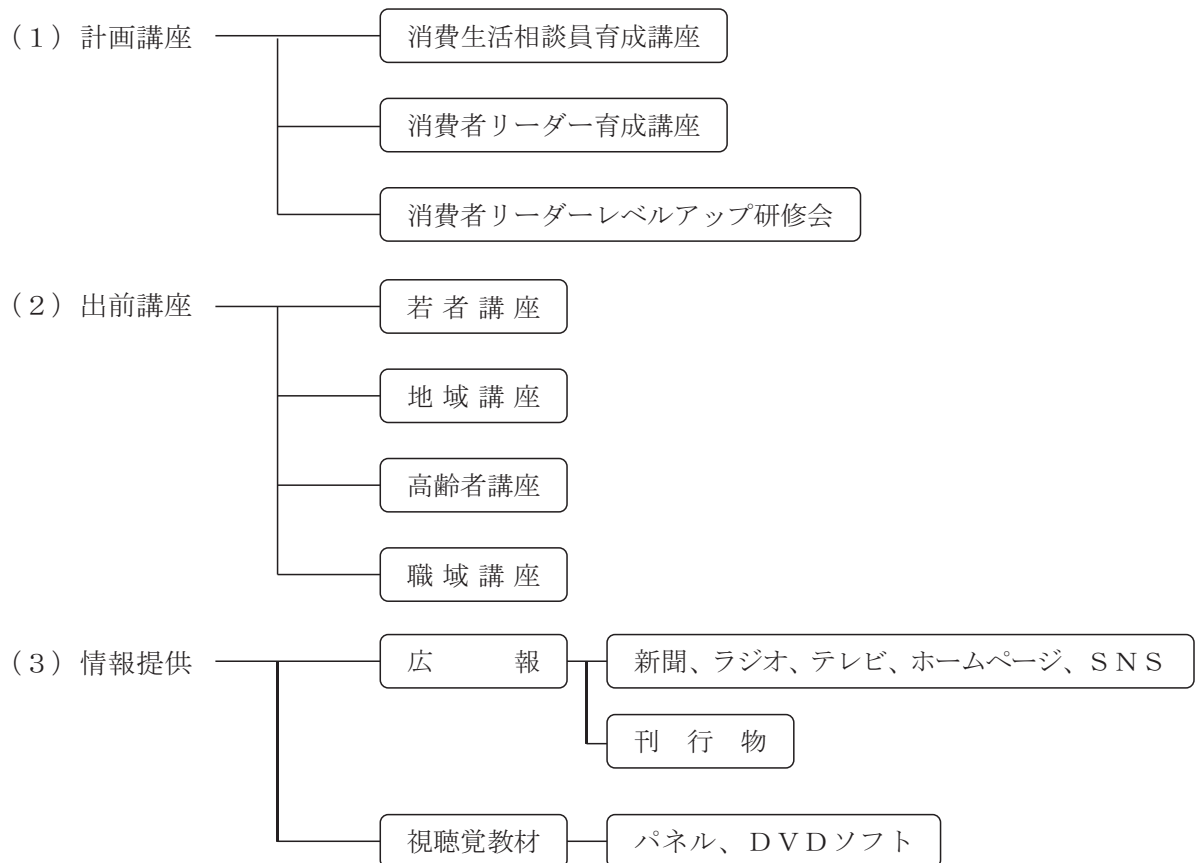 （１）計画講座 消費生活相談員育成講座
消費者リーダー育成講座
消費者リーダーレベルアップ研修会
（２）出前講座 若者講座
地域講座
高齢者講座
職域講座
（３）情報提供 広報 新聞、ラジオ、テレビ、ホームページ、ＳＮＳ
刊行物
視聴覚教材 パネル、ＤＶＤソフト